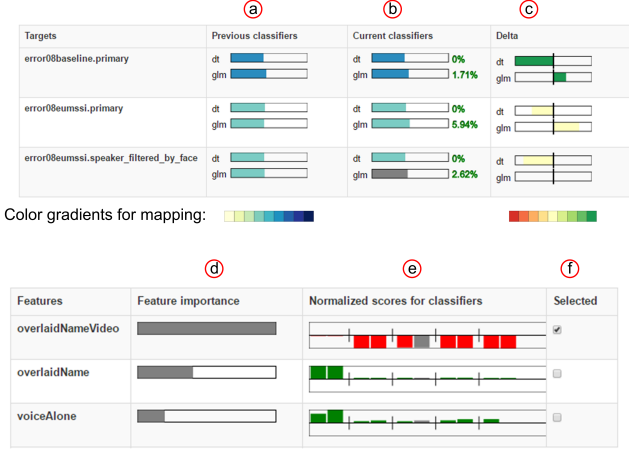 a b c
Targets Previous classifiers Current classifiers Delta
error08baseline.primary dt dt 0% dt
glm glm 1.71% glm
error08eumssi.primary dt dt 0% dt
glm glm 5.94% glm
error08eumssi.speaker_filtered_by_face dt dt 0% dt
glm glm 2.62% glm
Color gradients for mapping:
d e f
Features Feature importance Normalized scores for classifiers Selected
overlaidNameVideo
overlaidName
voiceAlone